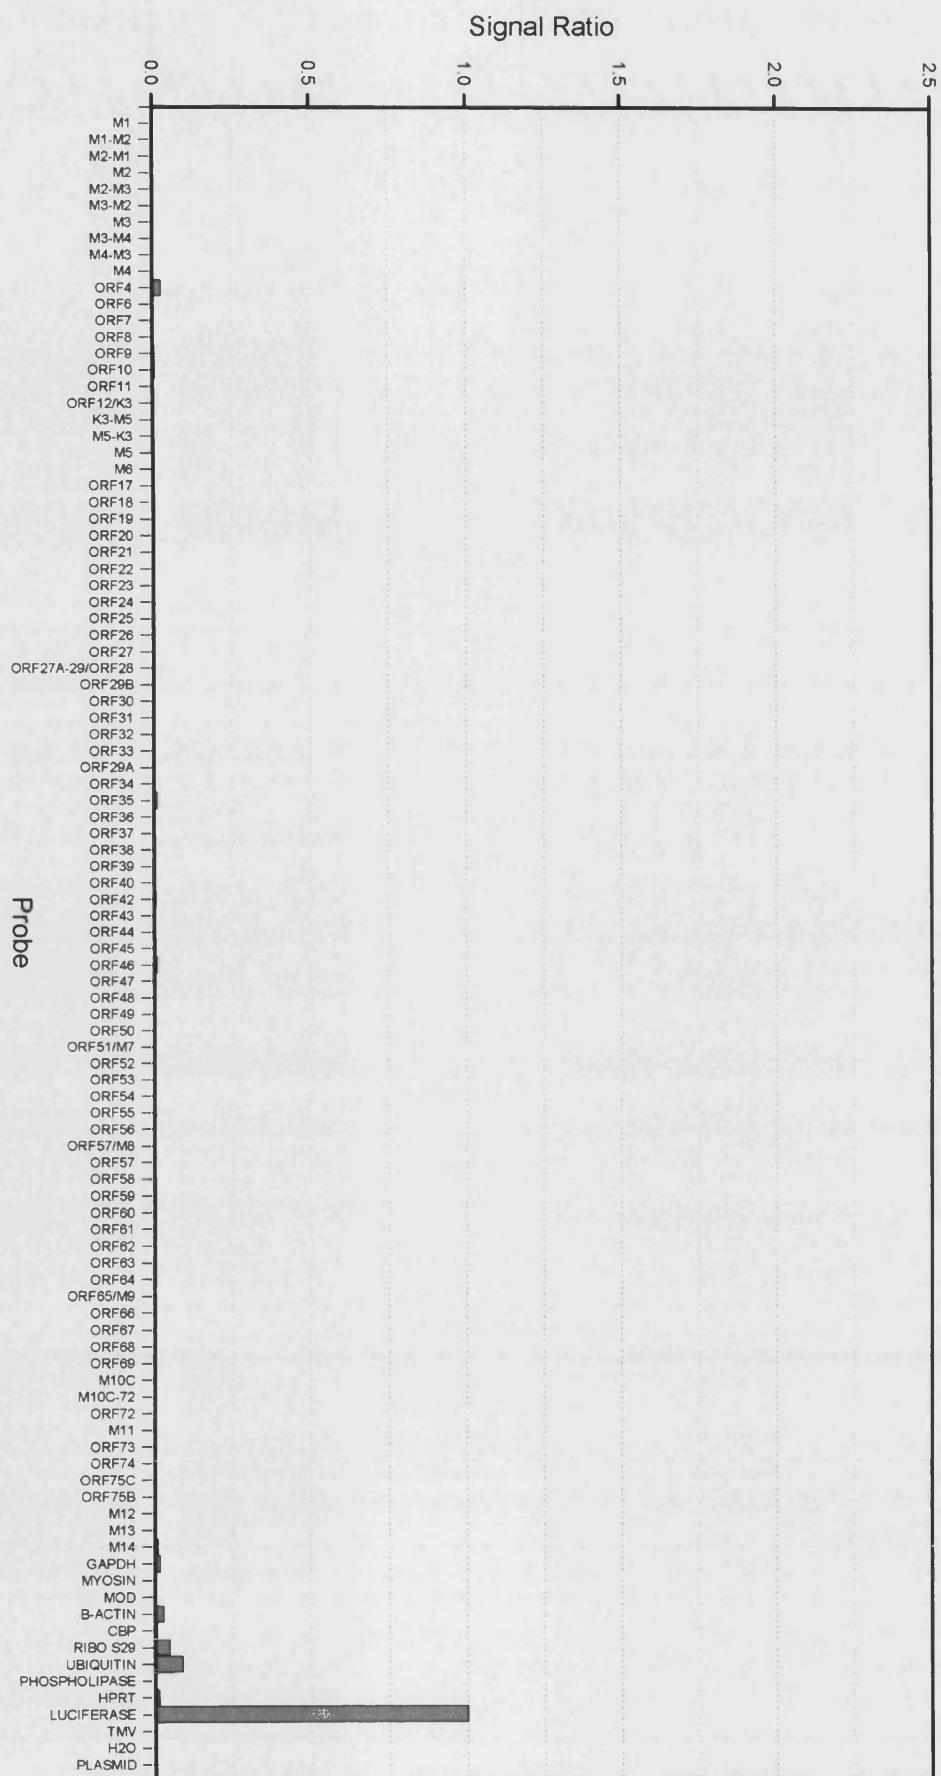 Signal Ratio
0.0
0.5
1.0
1.5
2.0
2.5
M1
M1-M2
M2-M1
M2
M2-M3
M3-M2
M3
M3-M4
M4-M3
M4
ORF4
ORF6
ORF7
ORF8
ORF9
ORF10
ORF11
ORF12/K3
K3-M5
M5-K3
M5
M6
ORF17
ORF18
ORF19
ORF20
ORF21
ORF22
ORF23
ORF24
ORF25
ORF26
ORF27
ORF27A-29/ORF28
ORF29B
ORF30
ORF31
ORF32
ORF33
ORF29A
ORF34
ORF35
ORF36
ORF37
ORF38
ORF39
ORF40
ORF42
ORF43
ORF44
ORF45
ORF46
ORF47
ORF48
ORF49
ORF50
ORF51/M7
ORF52
ORF53
ORF54
ORF55
ORF56
ORF57/M8
ORF57
ORF58
ORF59
ORF60
ORF61
ORF62
ORF63
ORF64
ORF65/M9
ORF66
ORF67
ORF68
ORF69
M10C
M10C-72
ORF72
M11
ORF73
ORF74
ORF75C
ORF75B
M12
M13
M14
GAPDH
MYOSIN
MOD
B-ACTIN
CBP
RIBO S29
UBIQUITIN
PHOSPHOLIPASE
HPRT
LUCIFERASE
TMV
H2O
PLASMID
Probe